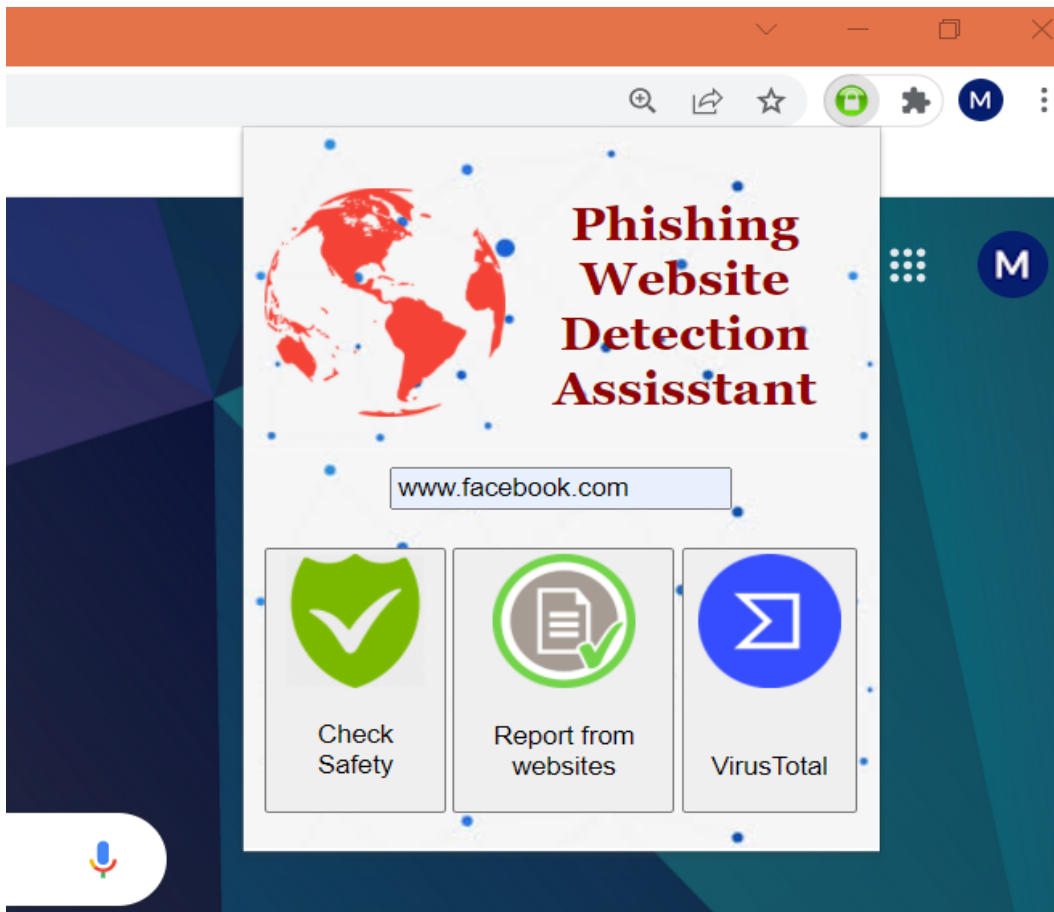 M
Phishing
Website
Detection
Assisstant
M
www.facebook.com
Check
Safety
Report from
websites
VirusTotal